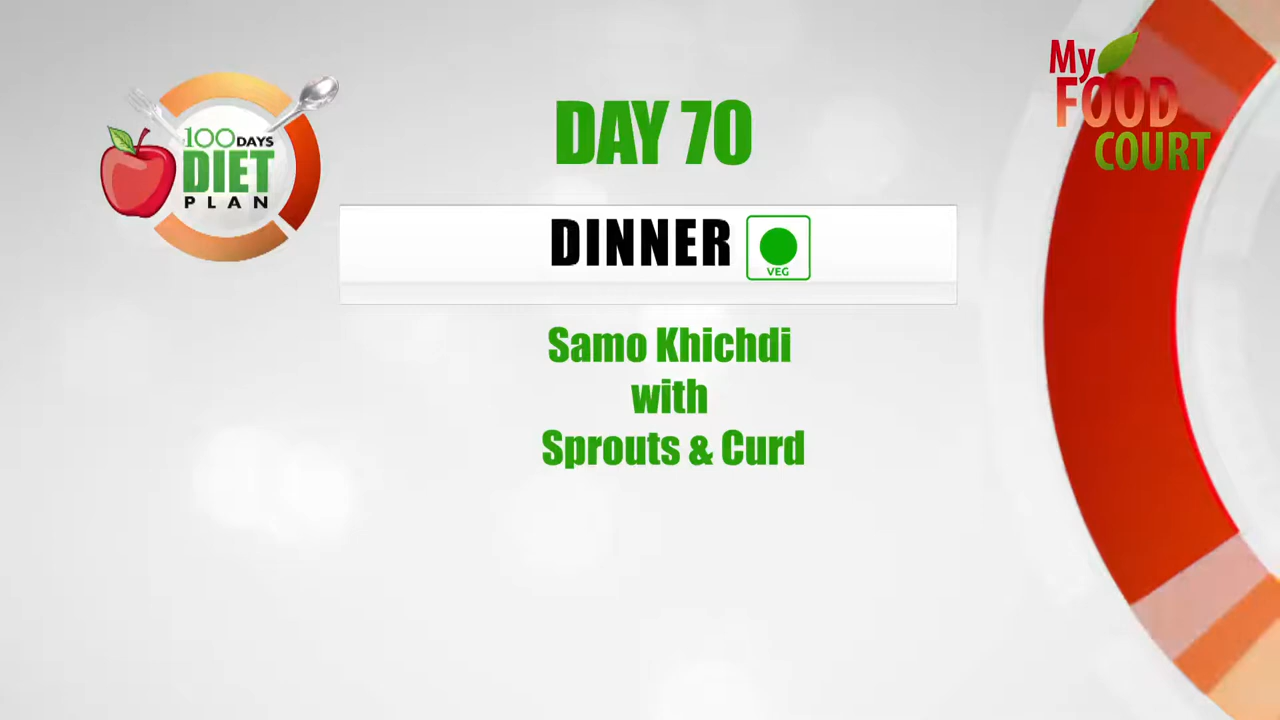 100 DAYS
DIET
PLAN
My
FOOD
COURT
DAY 70
DINNER
VEG
Samo Khichdi
with
Sprouts & Curd